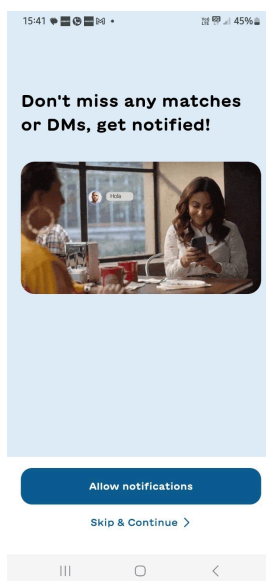 15:41
45%
Don't miss any matches
or DMs, get notified!
Hola
Allow notifications
Skip & Continue